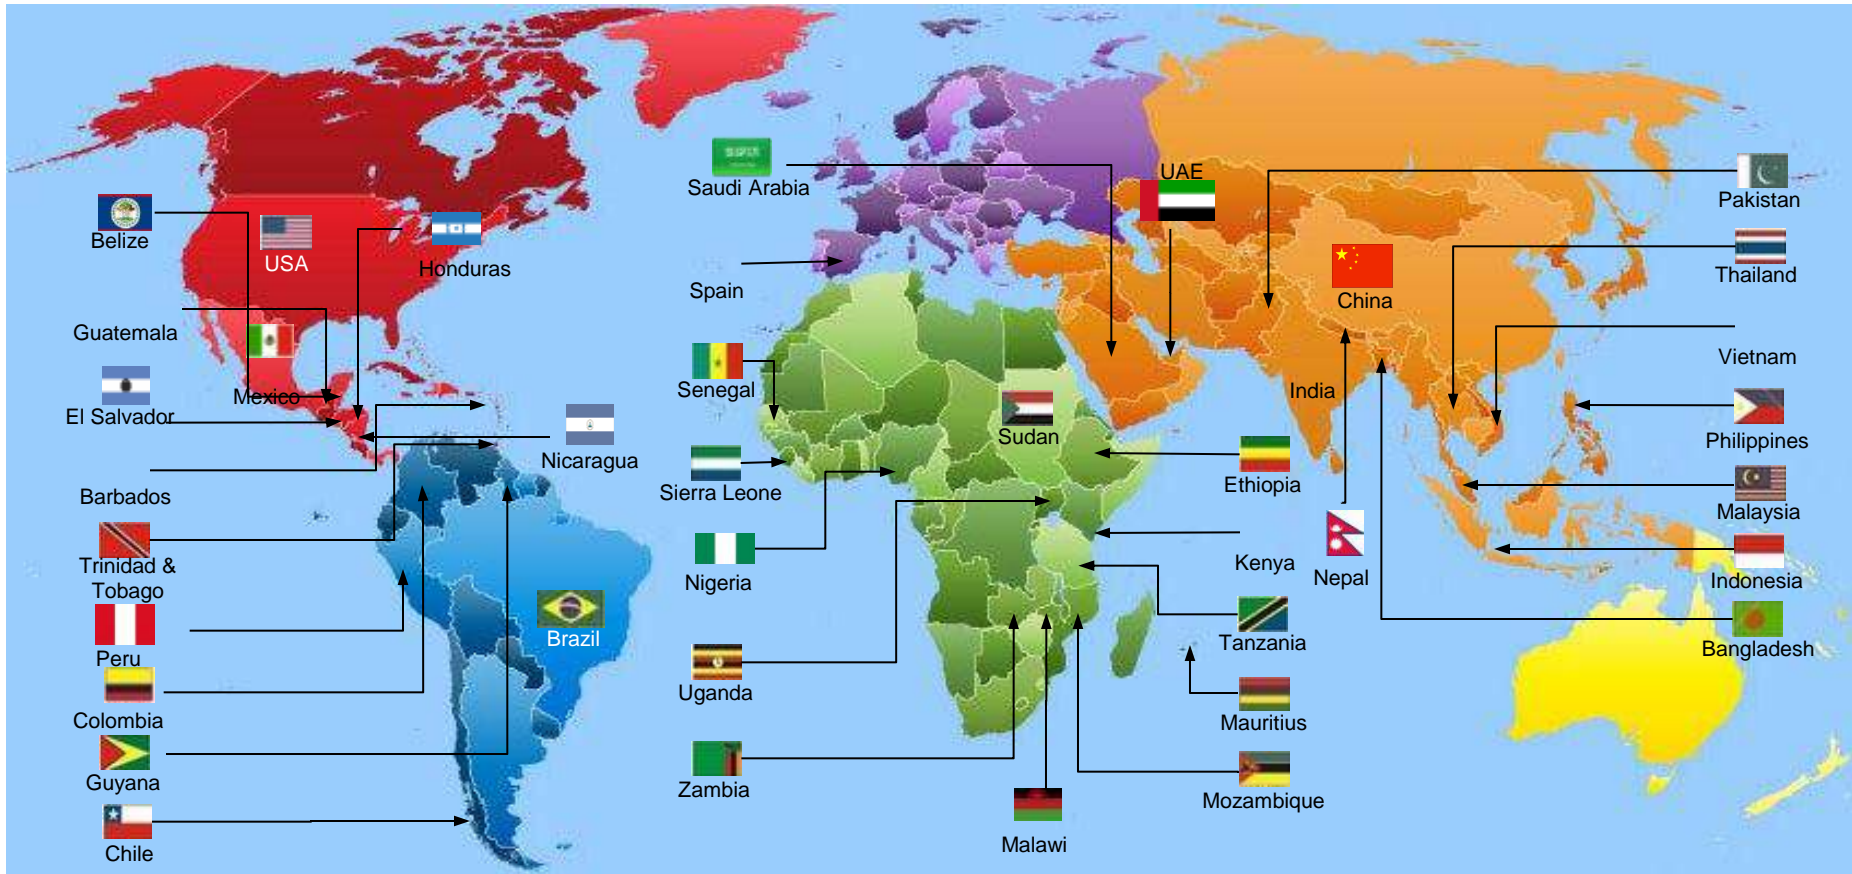 Belize
USA
Honduras
Guatemala
Mexico
El Salvador
Nicaragua
Barbados
Trinidad &
Tobago
Peru
Brazil
Colombia
Guyana
Chile
Saudi Arabia
UAE
Spain
Senegal
Sudan
Sierra Leone
Ethiopia
Nigeria
Kenya
Uganda
Tanzania
Mauritius
Zambia
Mozambique
Malawi
Pakistan
China
Thailand
Vietnam
India
Philippines
Malaysia
Nepal
Indonesia
Bangladesh